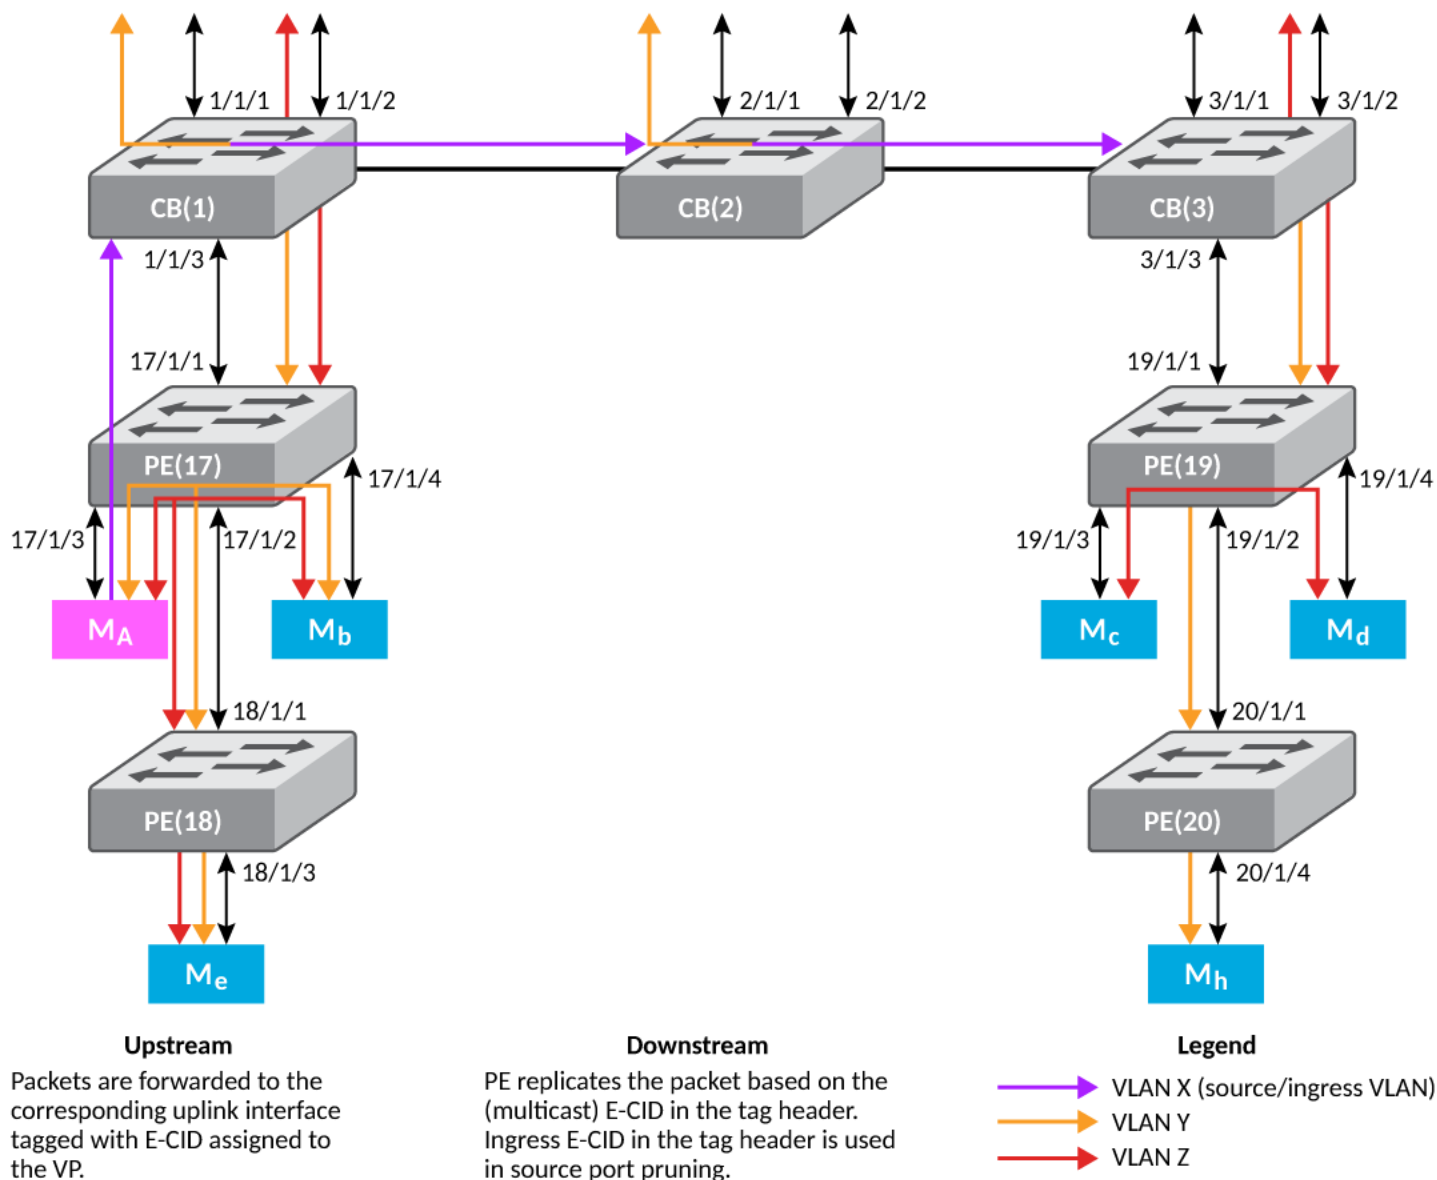 1/1/1
1/1/2
2/1/1
2/1/2
3/1/1
3/1/2
CB(1)
CB(2)
CB(3)
1/1/3
3/1/3
17/1/1
19/1/1
PE(17)
17/1/4
PE(19)
19/1/4
17/1/3
17/1/2
19/1/3
19/1/2
MA
Mb
Mc
Md
18/1/1
20/1/1
PE(18)
PE(20)
18/1/3
20/1/4
Me
Mh
Upstream
Packets are forwarded to the
corresponding uplink interface
tagged with E-CID assigned to
the VP.
Downstream
PE replicates the packet based on the
(multicast) E-CID in the tag header.
Ingress E-CID in the tag header is used
in source port pruning.
Legend
VLAN X (source/ingress VLAN)
VLAN Y
VLAN Z